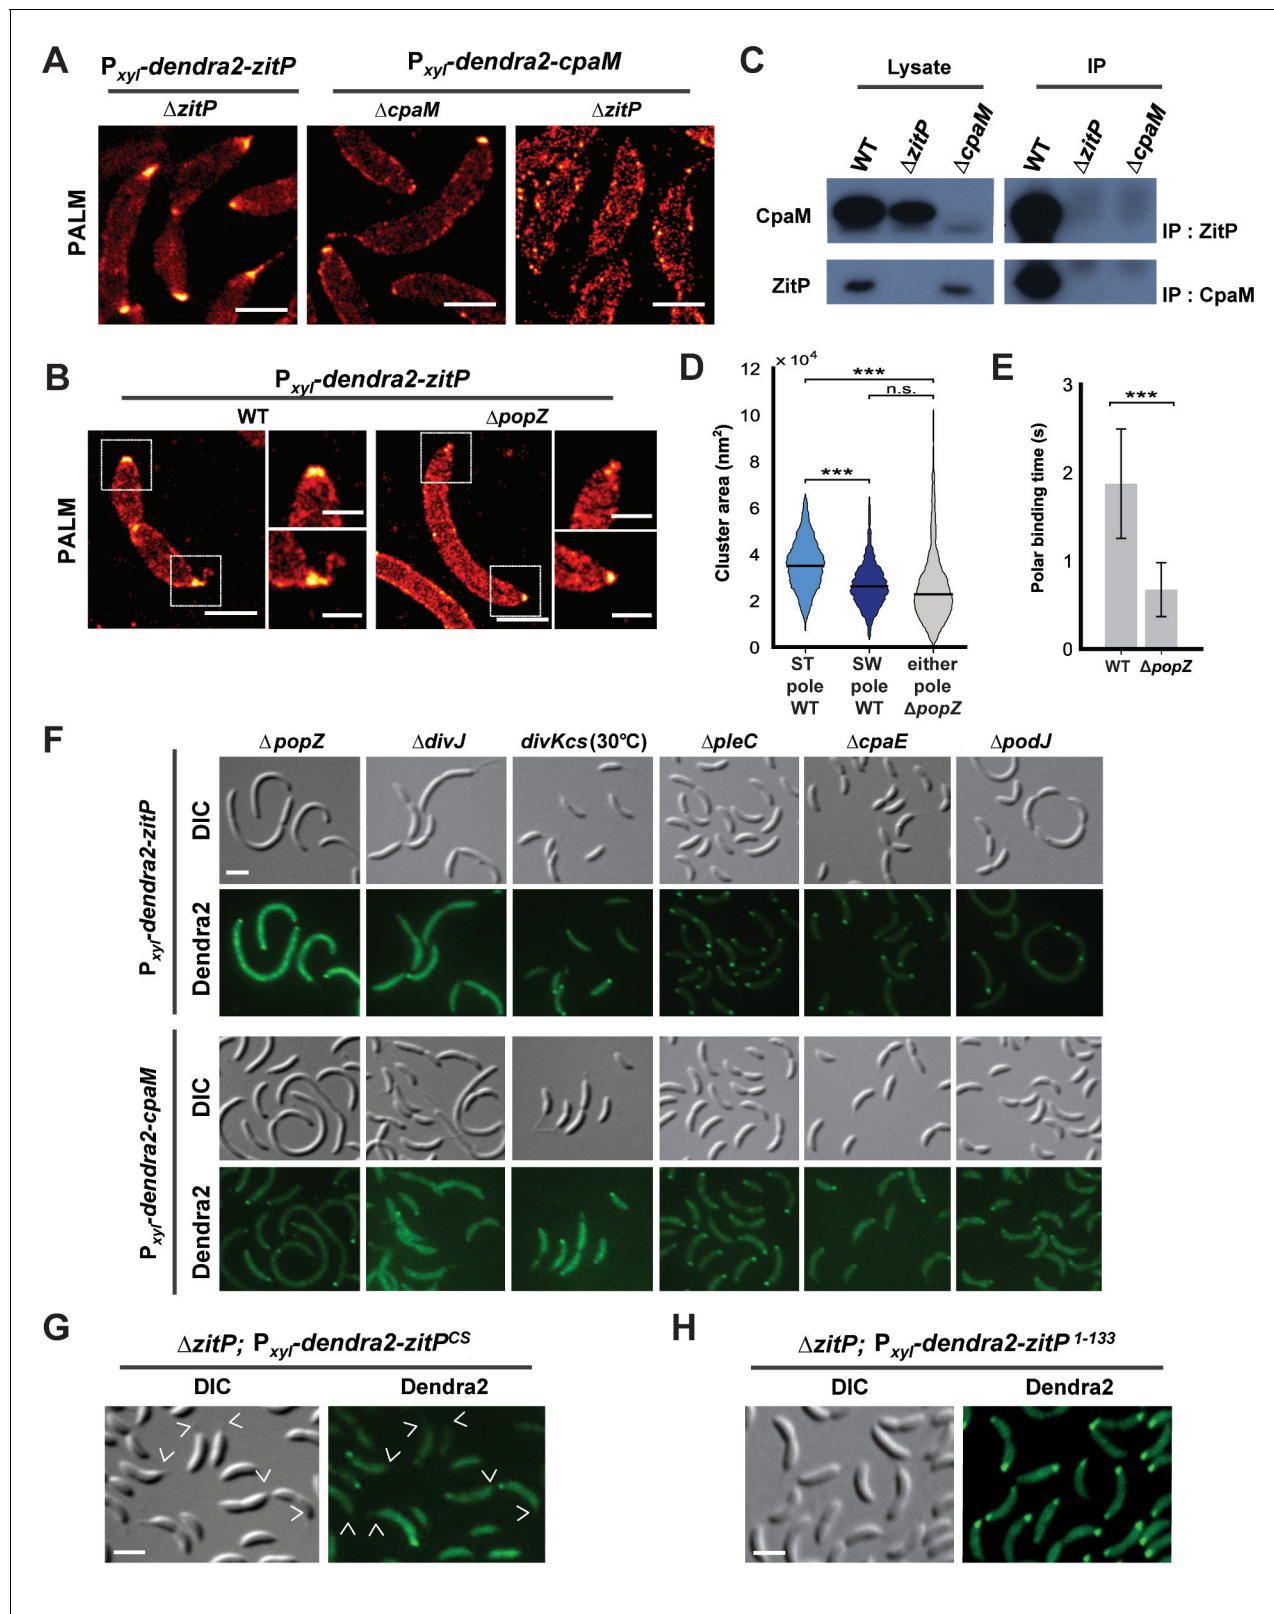 A
Pxyl-dendra2-zitP
Pxyl-dendra2-cpaM
ΔzitP
ΔcpaM
ΔzitP
PALM
C
Lysate
IP
WT
ΔzitP
ΔcpaM
WT
ΔzitP
ΔcpaM
CpaM
IP : ZitP
ZitP
IP : CpaM
B
Pxyl-dendra2-zitP
WT
ΔpopZ
PALM
D
× 10⁴
12
10
8
6
4
2
0
Cluster area (nm²)
***
n.s.
***
ST pole WT
SW pole WT
either pole ΔpopZ
E
3
2
1
0
Polar binding time (s)
***
WT
ΔpopZ
F
ΔpopZ
ΔdivJ
divKcs (30°C)
ΔpleC
ΔcpaE
ΔpodJ
Pxyl-dendra2-zitP
DIC
Dendra2
Pxyl-dendra2-cpaM
DIC
Dendra2
G
ΔzitP; Pxyl-dendra2-zitPᶜˢ
DIC
Dendra2
H
ΔzitP; Pxyl-dendra2-zitP¹⁻¹³³
DIC
Dendra2